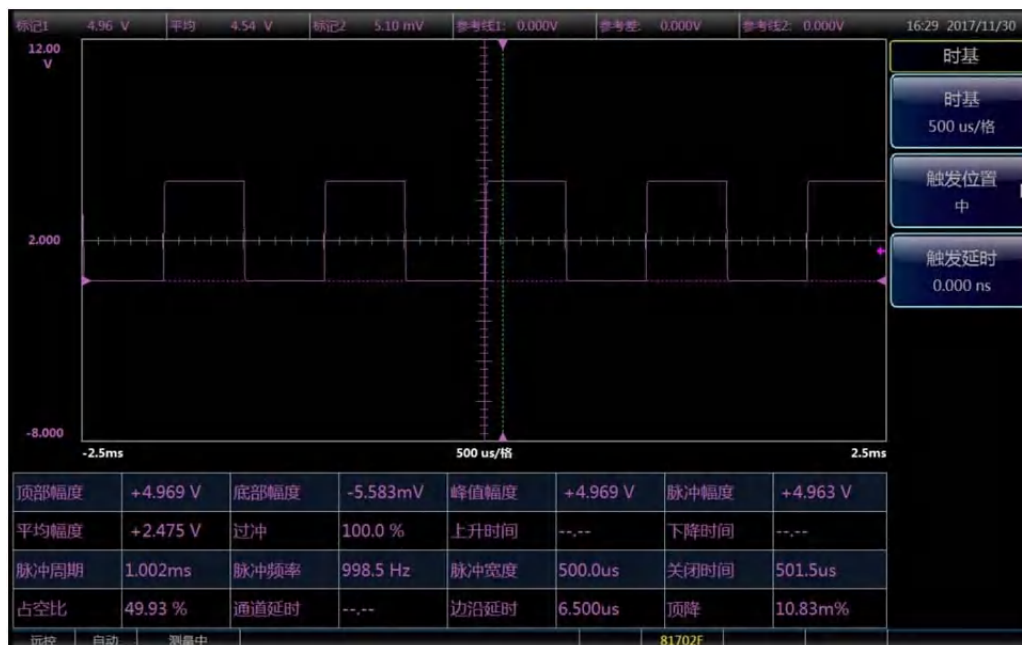 标记1 4.96 V 平均 4.54 V 标记2 5.10 mV 参考线1: 0.000V 参考差: 0.000V 参考线2: 0.000V 16:29 2017/11/30
12.00
V
时基
时基
500 us/格
触发位置
中
2.000
触发延时
0.000 ns
-8.000
-2.5ms 500 us/格 2.5ms
顶部幅度 +4.969 V 底部幅度 -5.583mV 峰值幅度 +4.969 V 脉冲幅度 +4.963 V
平均幅度 +2.475 V 过冲 100.0 % 上升时间 --.-- 下降时间 --.--
脉冲周期 1.002ms 脉冲频率 998.5 Hz 脉冲宽度 500.0us 关闭时间 501.5us
占空比 49.93 % 通道延时 --.-- 边沿延时 6.500us 顶降 10.83m%
远控 自动 测量中 81702F